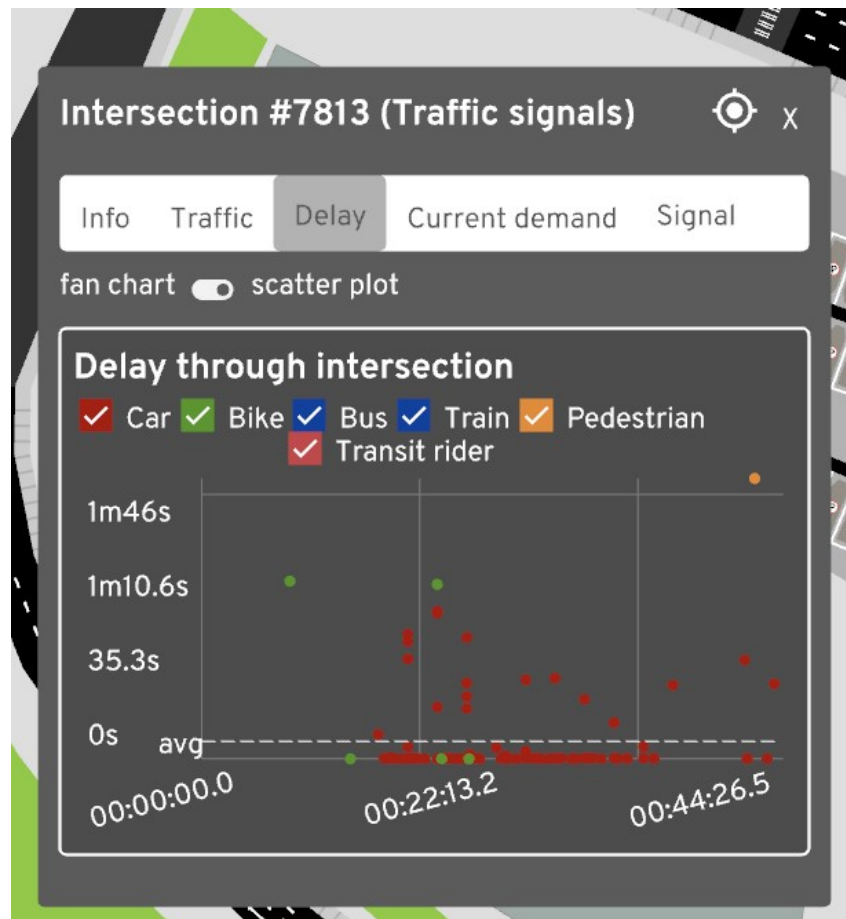 Intersection #7813 (Traffic signals) X
Info Traffic Delay Current demand Signal
fan chart scatter plot
Delay through intersection
Car Bike Bus Train Pedestrian
Transit rider
1m46s
1m10.6s
35.3s
0s
avg
00:00:00.0 00:22:13.2 00:44:26.5